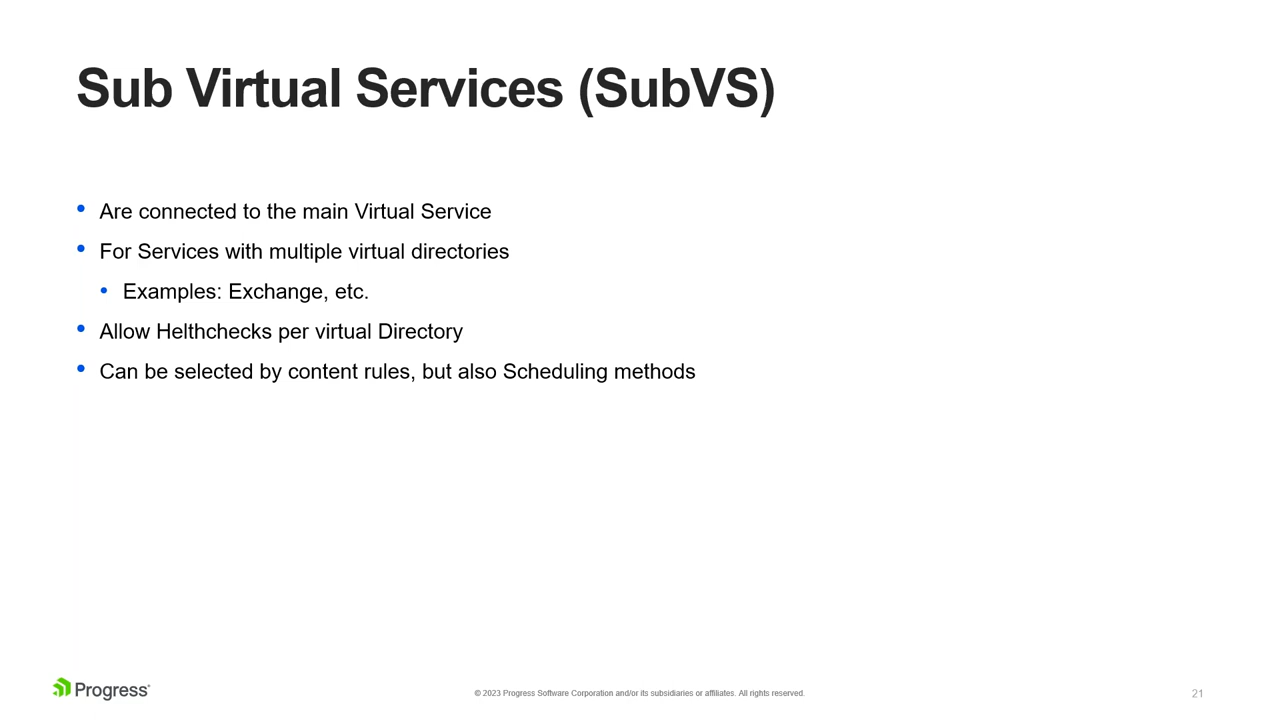 Sub Virtual Services (SubVS)
• Are connected to the main Virtual Service
• For Services with multiple virtual directories
• Examples: Exchange, etc.
• Allow Helthchecks per virtual Directory
• Can be selected by content rules, but also Scheduling methods
Progress®
© 2023 Progress Software Corporation and/or its subsidiaries or affiliates. All rights reserved.
21